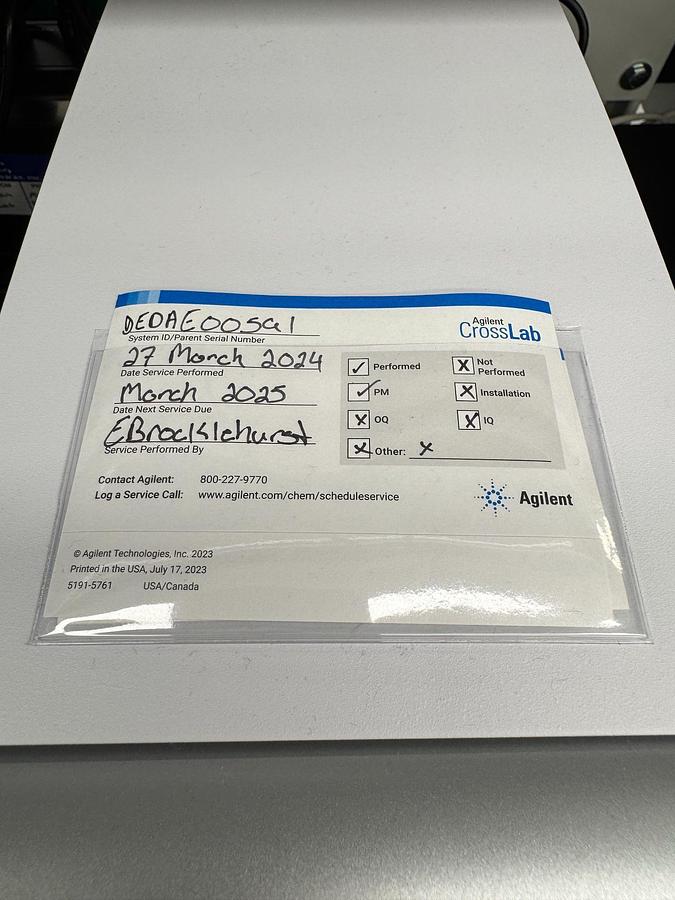 DEDAE00591
System ID/Parent Serial Number
27 March 2024
Date Service Performed
March 2025
Date Next Service Due
EBrocklehurst
Service Performed By
Agilent
CrossLab
✓ Performed
X Not Performed
✓ PM
X Installation
X OQ
X IQ
X Other: X
Contact Agilent: 800-227-9770
Log a Service Call: www.agilent.com/chem/scheduleservice
Agilent
© Agilent Technologies, Inc. 2023
Printed in the USA, July 17, 2023
5191-5761 USA/Canada